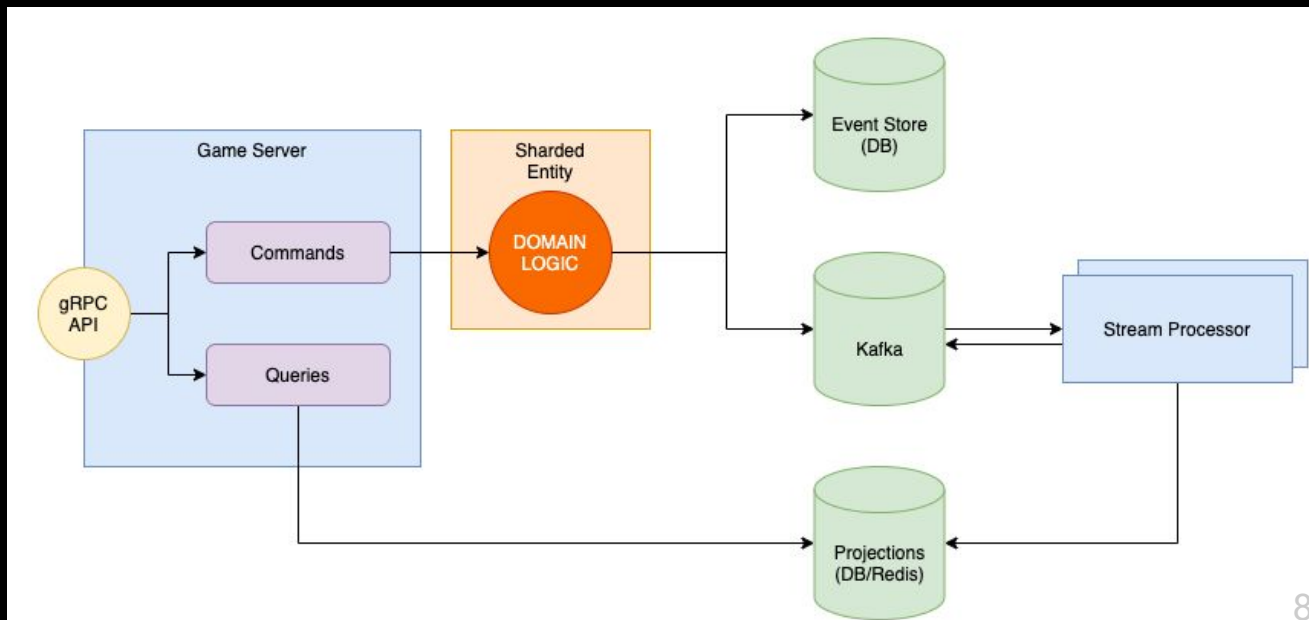 Game Server
Sharded
Entity
Event Store
(DB)
Commands
DOMAIN
LOGIC
gRPC
API
Queries
Kafka
Stream Processor
Projections
(DB/Redis)
8